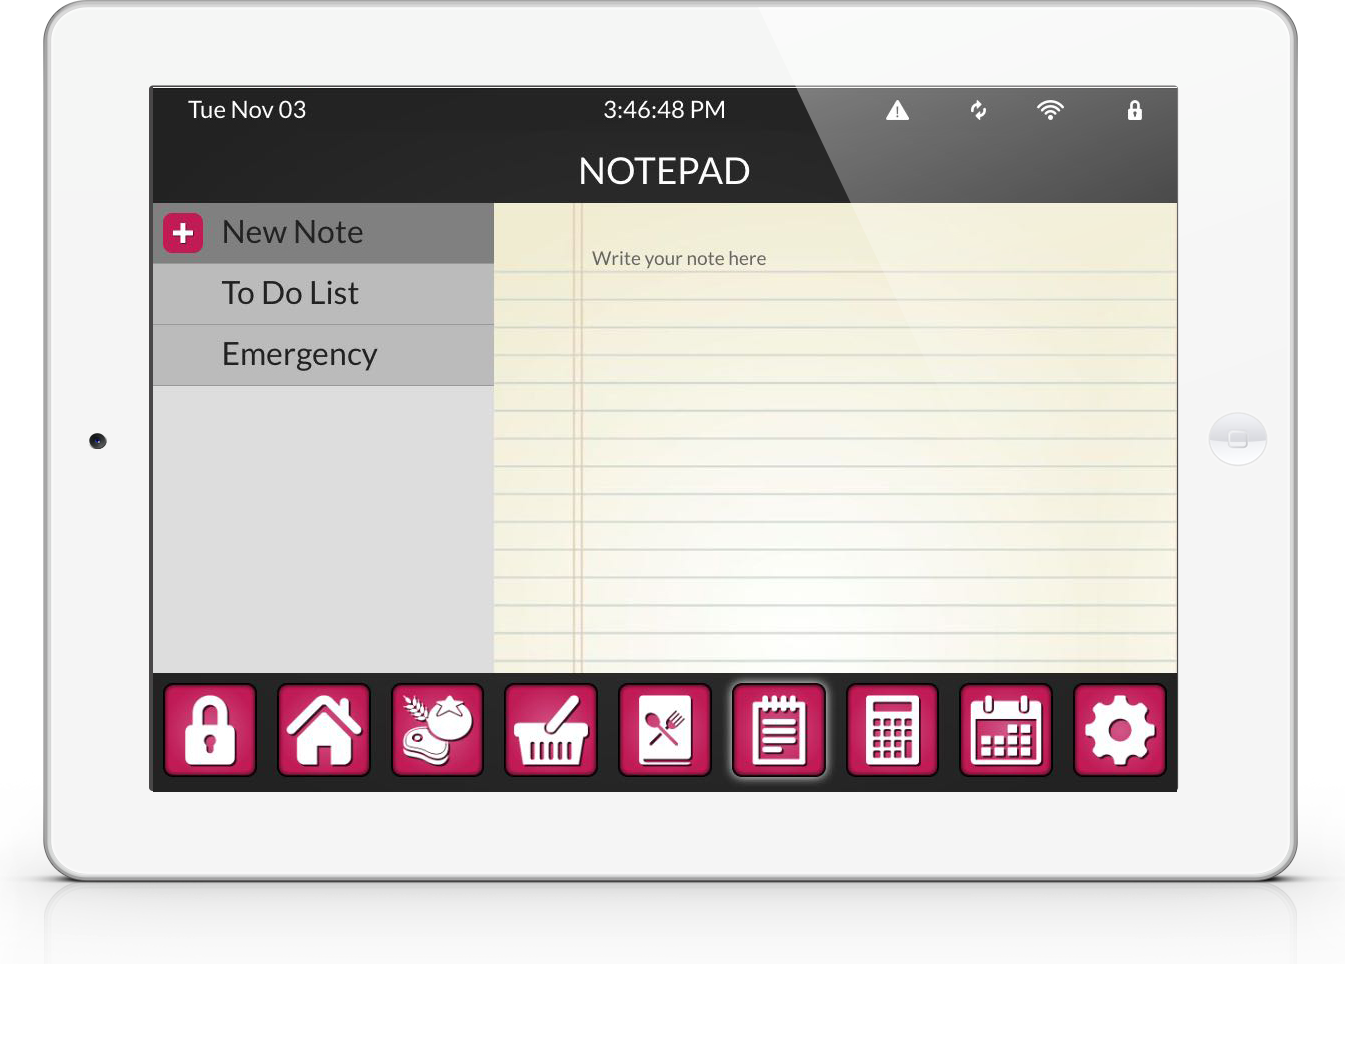 Tue Nov 03 3:46:48 PM
NOTEPAD
New Note
Write your note here
To Do List
Emergency